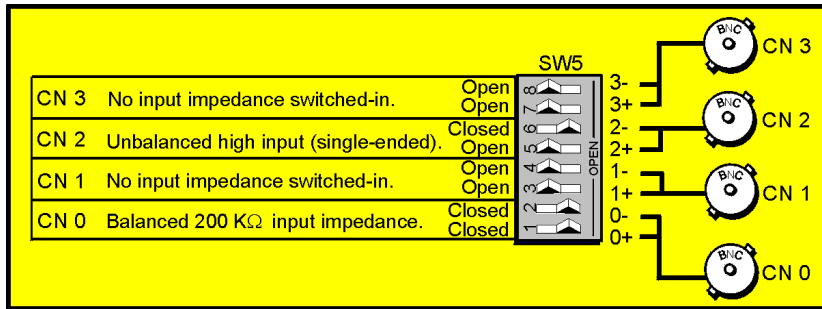 SW5
CN 3 No input impedance switched-in. Open 8 3-
Open 7 3+
CN 2 Unbalanced high input (single-ended). Closed 6 2-
Open 5 2+
CN 1 No input impedance switched-in. Open 4 1-
Open 3 1+
CN 0 Balanced 200 KΩ input impedance. Closed 2 0-
Closed 1 0+
OPEN
BNC CN 3
BNC CN 2
BNC CN 1
BNC CN 0